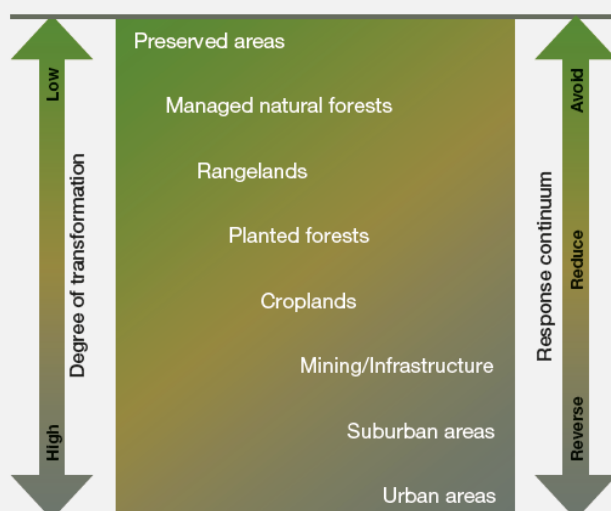 Preserved areas
Managed natural forests
Rangelands
Planted forests
Croplands
Mining/Infrastructure
Suburban areas
Urban areas
Low
High
Degree of transformation
Response continuum
Avoid
Reduce
Reverse